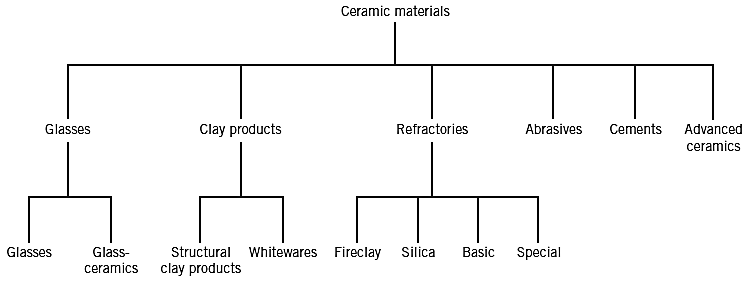 Ceramic materials
Glasses
Clay products
Refractories
Abrasives
Cements
Advanced
ceramics
Glasses
Glass-
ceramics
Structural
clay products
Whitewares
Fireclay
Silica
Basic
Special